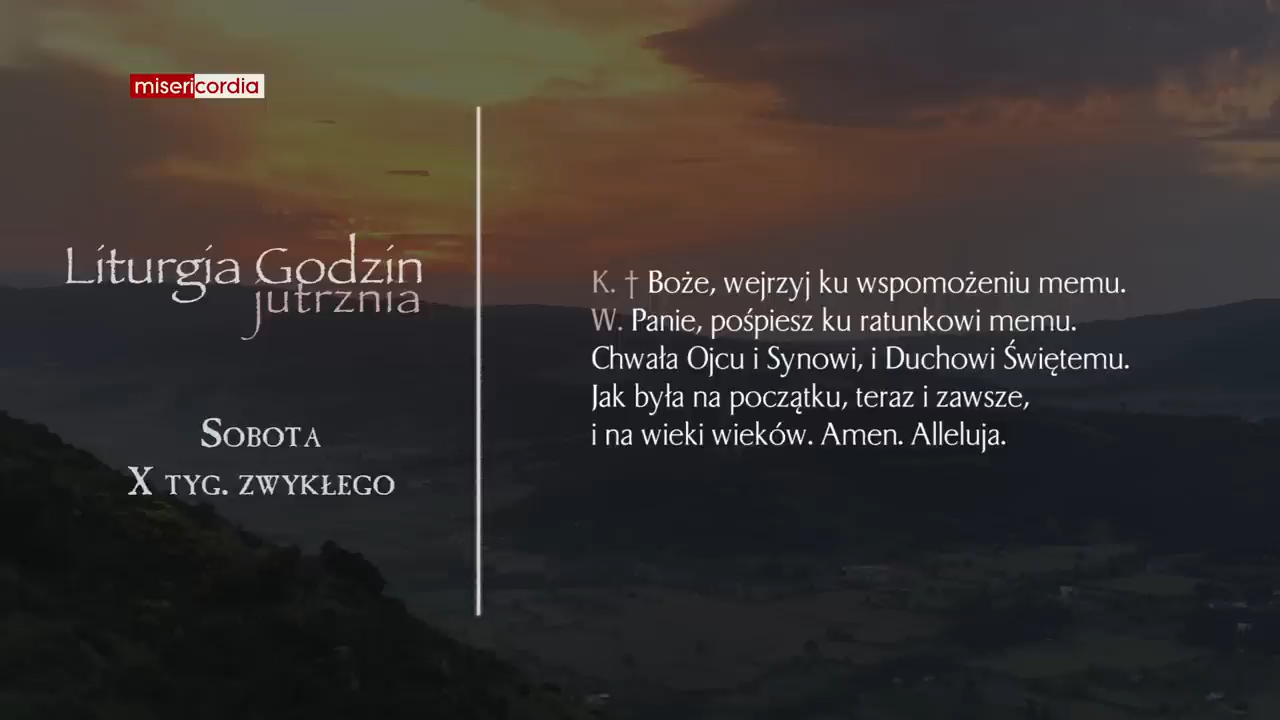 misericordia
Liturgia Godzin
jutrznia
Sobota
X tyg. zwykłego
K. † Boże, wejrzyj ku wspomożeniu memu.
W. Panie, pośpiesz ku ratunkowi memu.
Chwała Ojcu i Synowi, i Duchowi Świętemu.
Jak była na początku, teraz i zawsze,
i na wieki wieków. Amen. Alleluja.